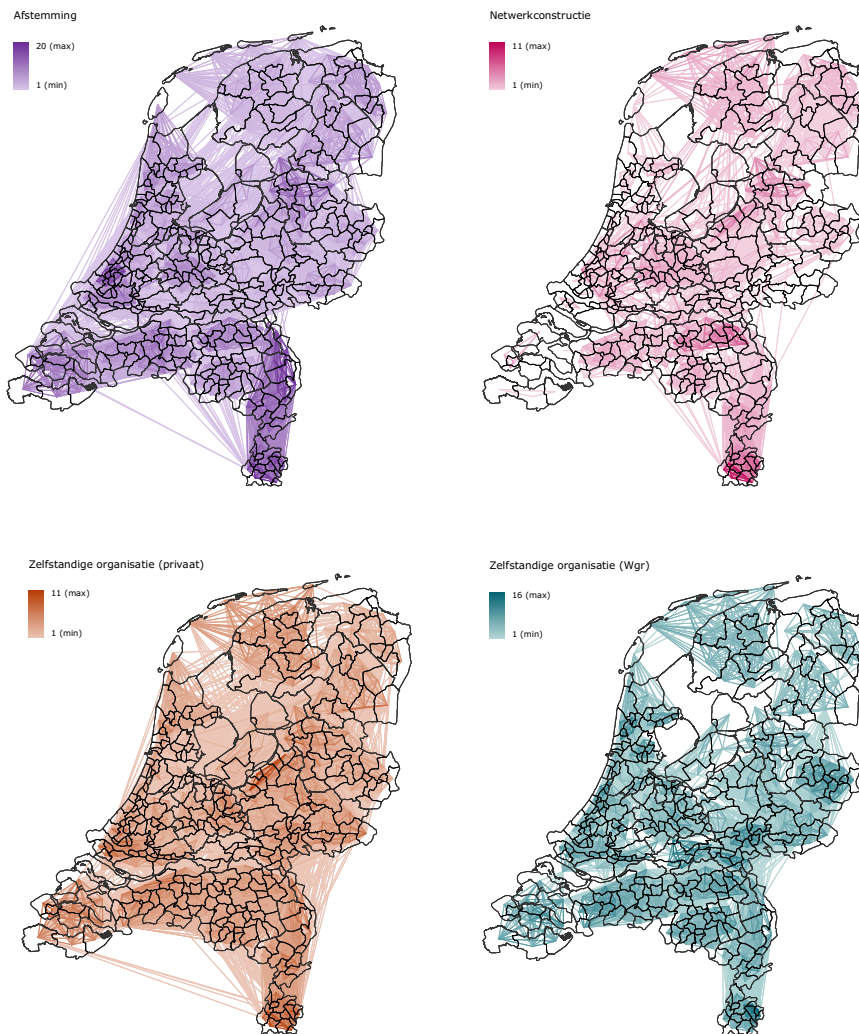 Afstemming
20 (max)
1 (min)
Netwerkconstructie
11 (max)
1 (min)
Zelfstandige organisatie (privaat)
11 (max)
1 (min)
Zelfstandige organisatie (Wgr)
16 (max)
1 (min)